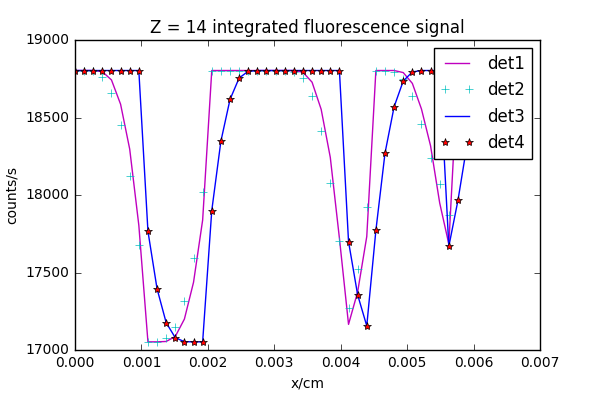 Z = 14 integrated fluorescence signal
19000
18500
18000
17500
17000
counts/s
det1
det2
det3
det4
0.000 0.001 0.002 0.003 0.004 0.005 0.006 0.007
x/cm